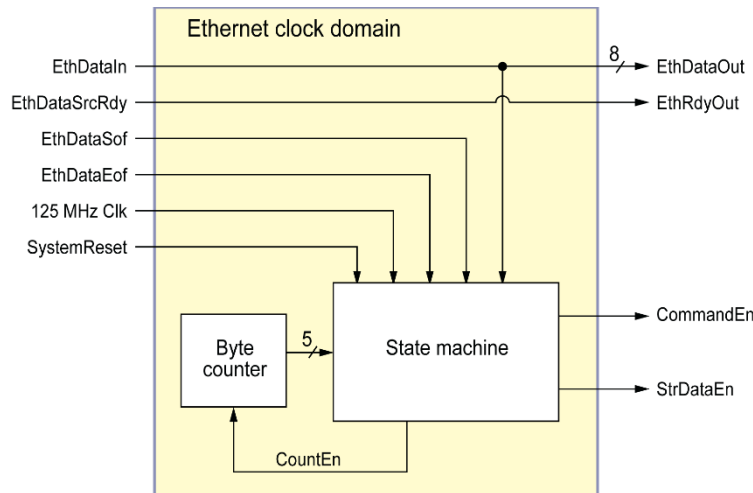 Ethernet clock domain
EthDataIn
8
EthDataOut
EthDataSrcRdy
EthRdyOut
EthDataSof
EthDataEof
125 MHz Clk
SystemReset
CommandEn
5
Byte
counter
State machine
StrDataEn
CountEn